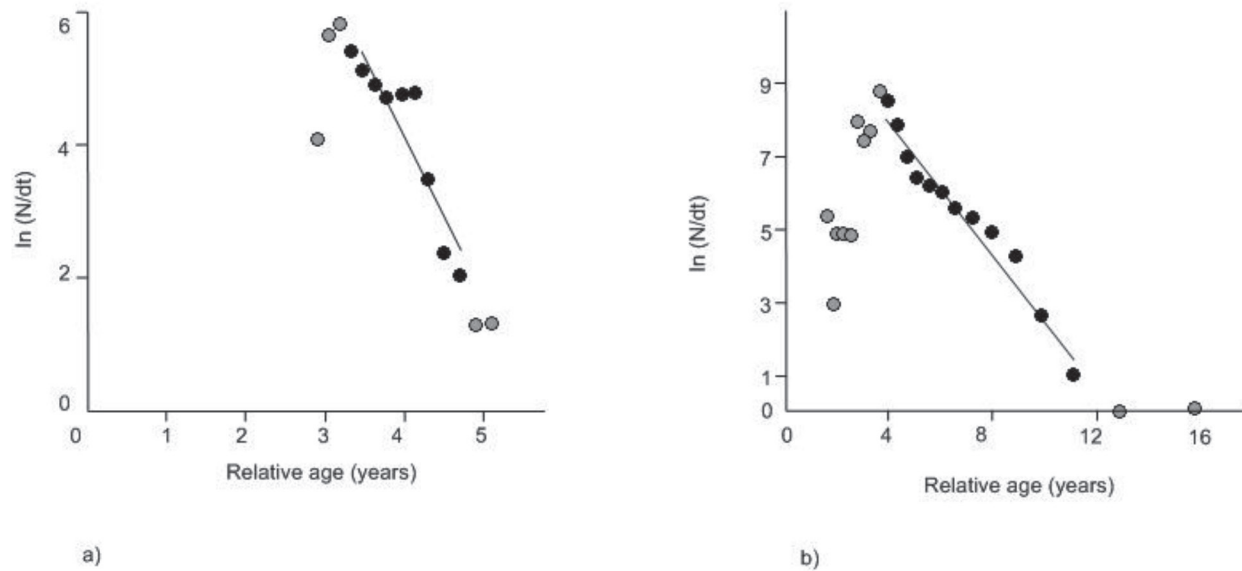 6
4
2
0
ln (N/dt)
0 1 2 3 4 5
Relative age (years)
a)
9
7
5
3
1
0
ln (N/dt)
0 4 8 12 16
Relative age (years)
b)